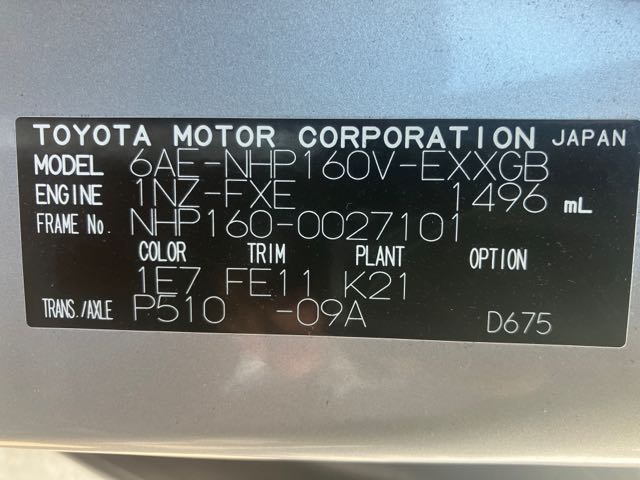 TOYOTA MOTOR CORPORATION JAPAN
MODEL 6AE-NHP160V-EXXGB
ENGINE 1NZ-FXE 1496 mL
FRAME No. NHP160-0027101
COLOR TRIM PLANT OPTION
1E7 FE11 K21
TRANS./AXLE P510 -09A D675